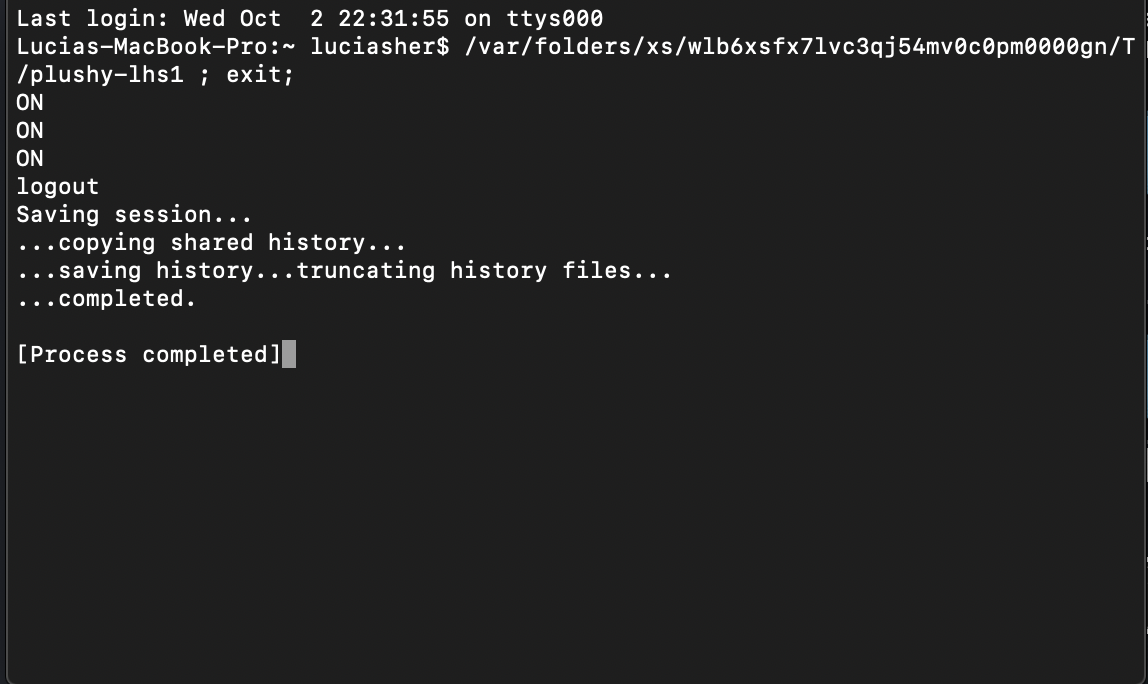 Last login: Wed Oct  2 22:31:55 on ttys000
Lucias-MacBook-Pro:~ luciasher$ /var/folders/xs/wlb6xsfx7lvc3qj54mv0c0pm0000gn/T
/plushy-lhs1 ; exit;
ON
ON
ON
logout
Saving session...
...copying shared history...
...saving history...truncating history files...
...completed.

[Process completed]